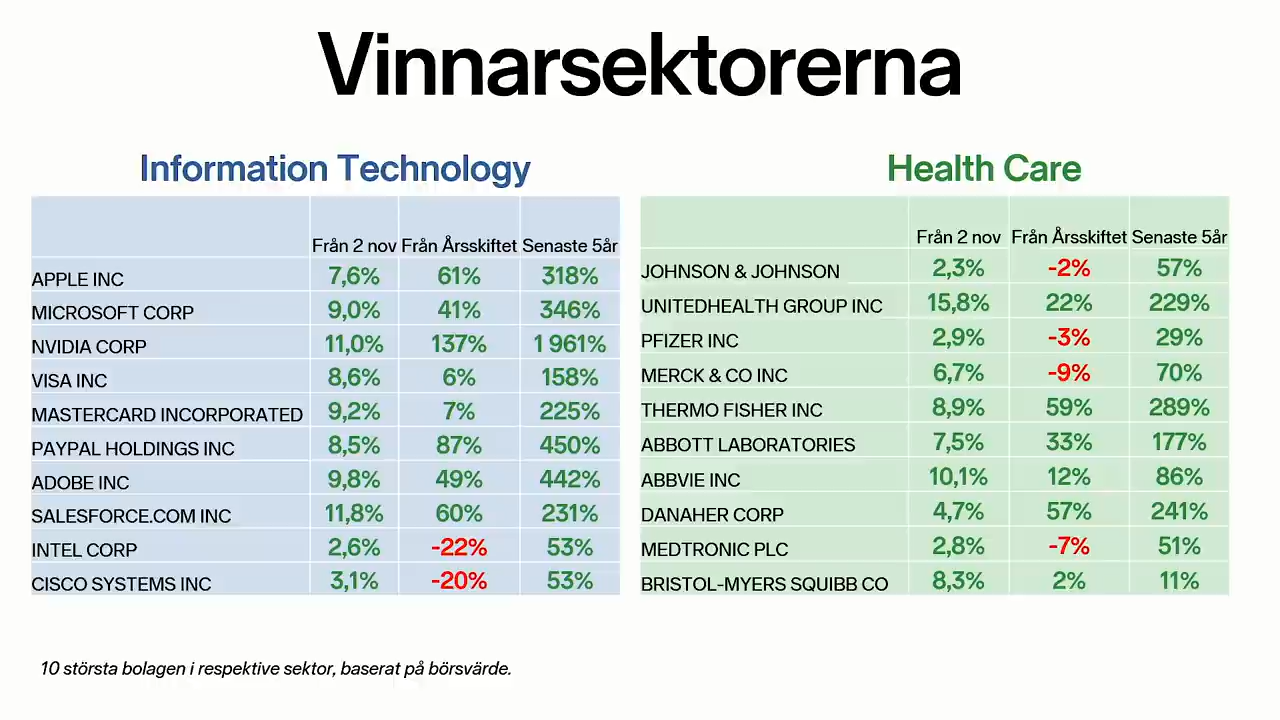 Vinnarsektorerna
Information Technology
Från 2 nov Från Årsskiftet Senaste 5år
APPLE INC 7,6% 61% 318%
MICROSOFT CORP 9,0% 41% 346%
NVIDIA CORP 11,0% 137% 1 961%
VISA INC 8,6% 6% 158%
MASTERCARD INCORPORATED 9,2% 7% 225%
PAYPAL HOLDINGS INC 8,5% 87% 450%
ADOBE INC 9,8% 49% 442%
SALESFORCE.COM INC 11,8% 60% 231%
INTEL CORP 2,6% -22% 53%
CISCO SYSTEMS INC 3,1% -20% 53%
Health Care
Från 2 nov Från Årsskiftet Senaste 5år
JOHNSON & JOHNSON 2,3% -2% 57%
UNITEDHEALTH GROUP INC 15,8% 22% 229%
PFIZER INC 2,9% -3% 29%
MERCK & CO INC 6,7% -9% 70%
THERMO FISHER INC 8,9% 59% 289%
ABBOTT LABORATORIES 7,5% 33% 177%
ABBVIE INC 10,1% 12% 86%
DANAHER CORP 4,7% 57% 241%
MEDTRONIC PLC 2,8% -7% 51%
BRISTOL-MYERS SQUIBB CO 8,3% 2% 11%
10 största bolagen i respektive sektor, baserat på börsvärde.